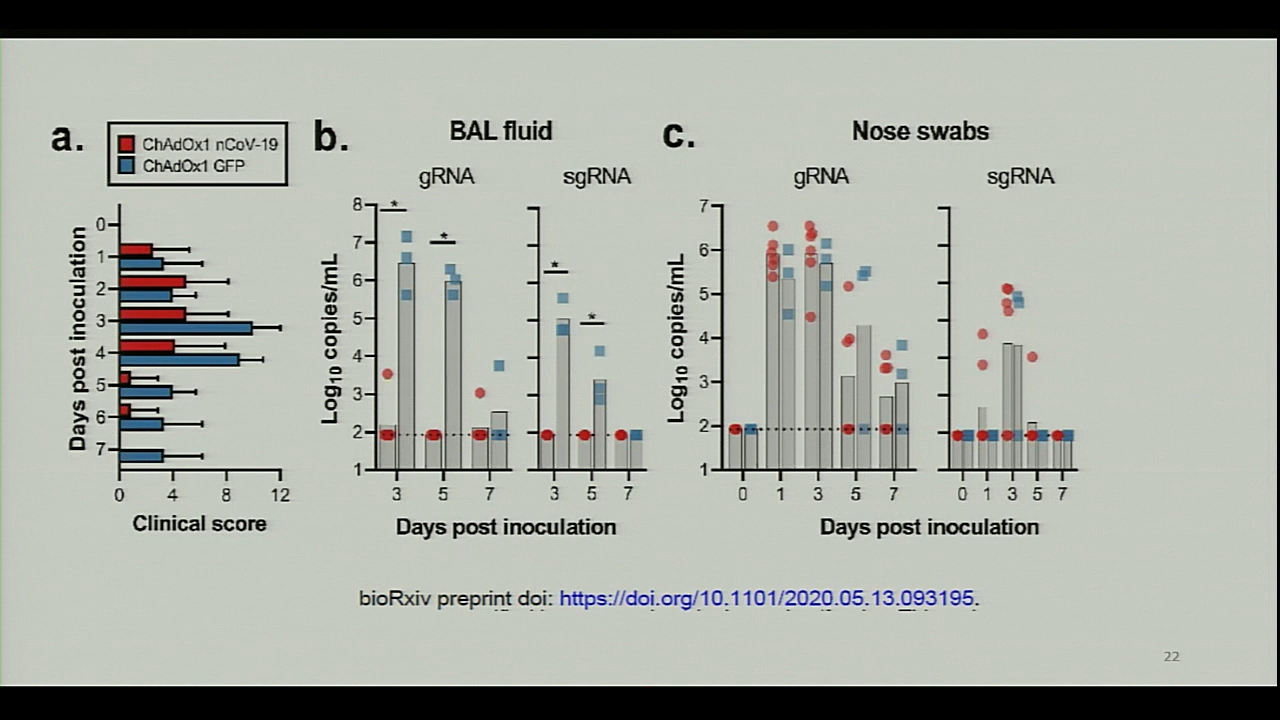 a.
ChAdOx1 nCoV-19
ChAdOx1 GFP
Days post inoculation
0
1
2
3
4
5
6
7
0 4 8 12
Clinical score
b.
BAL fluid
gRNA
sgRNA
Log10 copies/mL
8
7
6
5
4
3
2
1
*
*
*
*
3 5 7
3 5 7
Days post inoculation
c.
Nose swabs
gRNA
sgRNA
Log10 copies/mL
7
6
5
4
3
2
1
0 1 3 5 7
0 1 3 5 7
Days post inoculation
bioRxiv preprint doi: https://doi.org/10.1101/2020.05.13.093195.
22